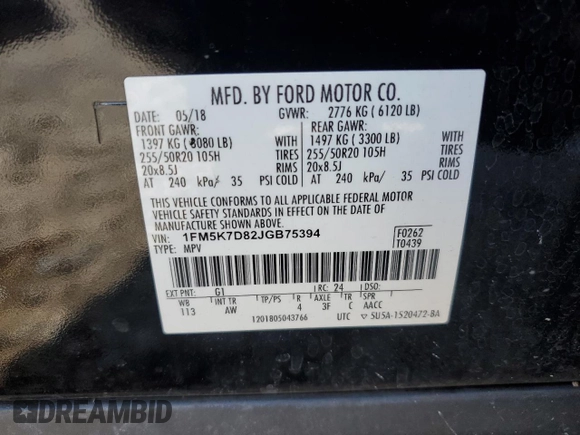 MFD. BY FORD MOTOR CO.
DATE: 05/18 GVWR: 2776 KG ( 6120 LB)
FRONT GAWR: REAR GAWR:
1397 KG (3080 LB) WITH 1497 KG ( 3300 LB) WITH
255/50R20 105H TIRES 255/50R20 105H TIRES
20x8.5J RIMS 20x8.5J RIMS
AT 240 kPa/ 35 PSI COLD AT 240 kPa/ 35 PSI COLD
THIS VEHICLE CONFORMS TO ALL APPLICABLE FEDERAL MOTOR
VEHICLE SAFETY STANDARDS IN EFFECT ON THE DATE OF
MANUFACTURE SHOWN ABOVE.
VIN: 1FM5K7D82JGB75394 F0262
TYPE: MPV T0439
EXT PNT: G1 RC: 24 DSO:
WB INT TR TP/PS R AXLE TR SPR
113 AW 4 3F C AACC
1201805043766 UTC ▽ 5U5A-1520472-BA
DREAMBID